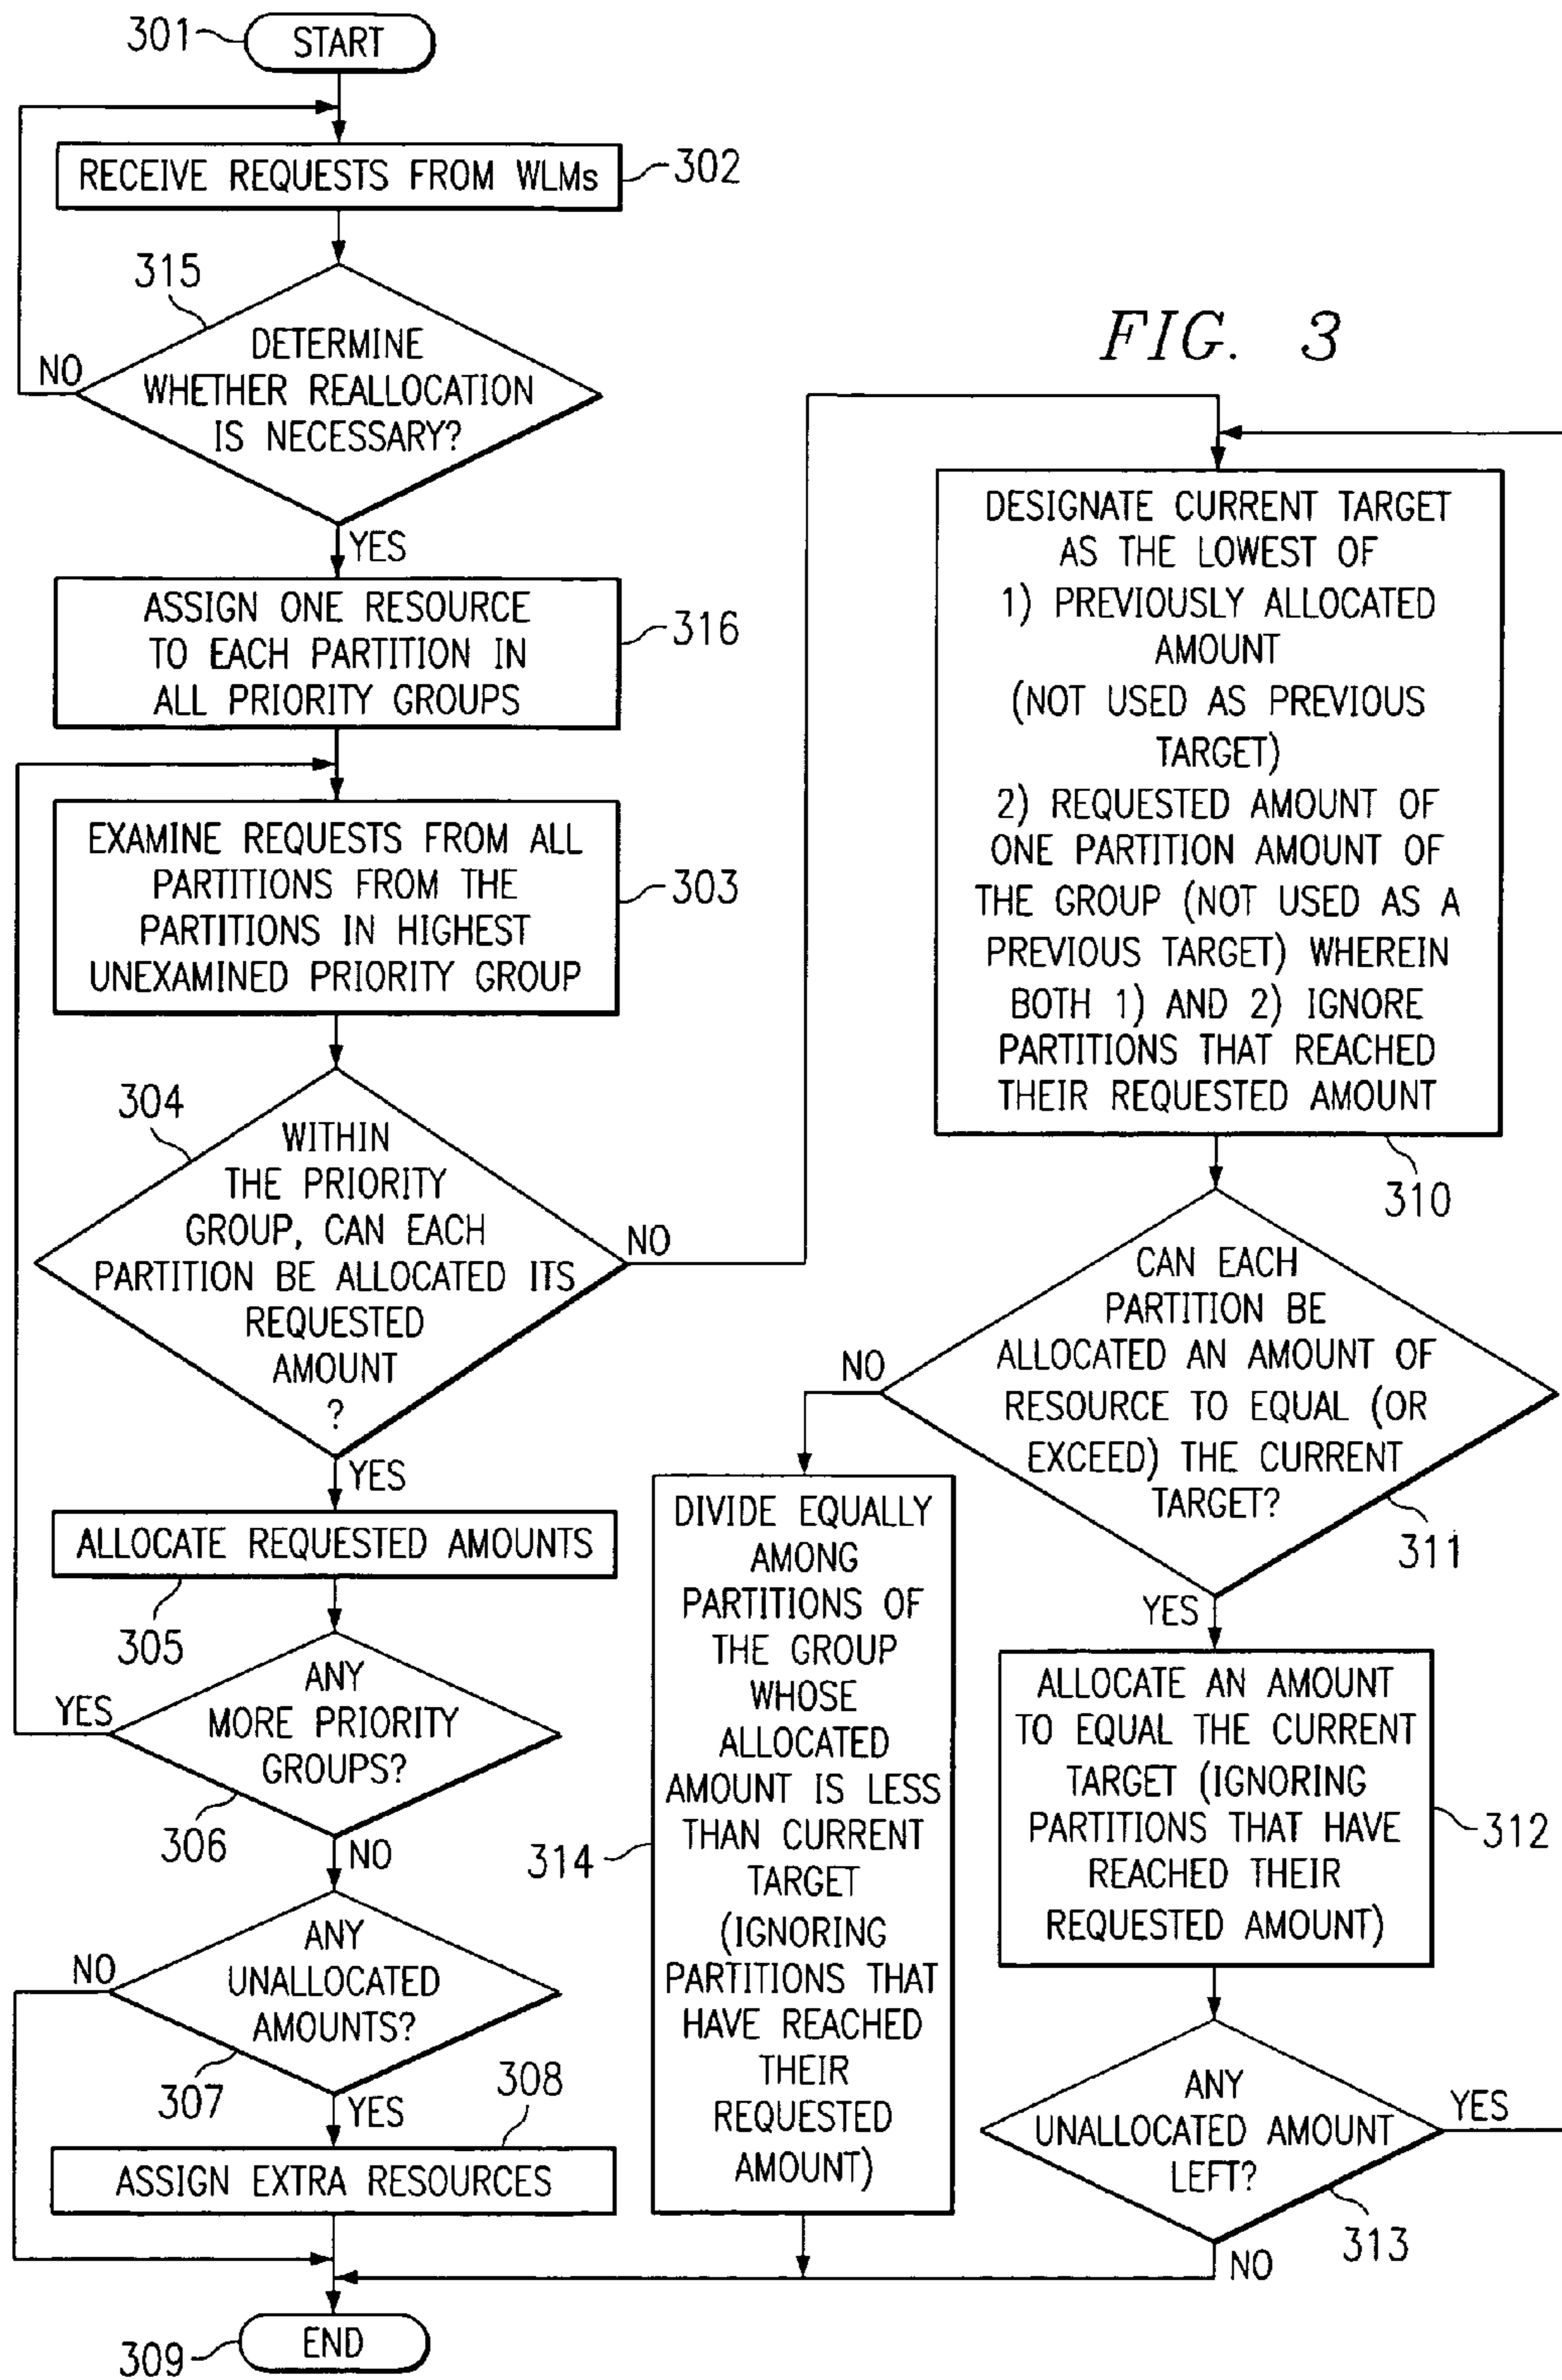 301
START
RECEIVE REQUESTS FROM WLMs
302
315
DETERMINE
WHETHER REALLOCATION
IS NECESSARY?
NO
YES
ASSIGN ONE RESOURCE
TO EACH PARTITION IN
ALL PRIORITY GROUPS
316
EXAMINE REQUESTS FROM ALL
PARTITIONS FROM THE
PARTITIONS IN HIGHEST
UNEXAMINED PRIORITY GROUP
303
304
WITHIN
THE PRIORITY
GROUP, CAN EACH
PARTITION BE ALLOCATED ITS
REQUESTED
AMOUNT
?
NO
YES
ALLOCATE REQUESTED AMOUNTS
305
ANY
MORE PRIORITY
GROUPS?
YES
306
NO
ANY
UNALLOCATED
AMOUNTS?
NO
307
YES
308
ASSIGN EXTRA RESOURCES
309
END
FIG. 3
DESIGNATE CURRENT TARGET
AS THE LOWEST OF
1) PREVIOUSLY ALLOCATED
AMOUNT
(NOT USED AS PREVIOUS
TARGET)
2) REQUESTED AMOUNT OF
ONE PARTITION AMOUNT OF
THE GROUP (NOT USED AS A
PREVIOUS TARGET) WHEREIN
BOTH 1) AND 2) IGNORE
PARTITIONS THAT REACHED
THEIR REQUESTED AMOUNT
310
CAN EACH
PARTITION BE
ALLOCATED AN AMOUNT OF
RESOURCE TO EQUAL (OR
EXCEED) THE CURRENT
TARGET?
NO
311
YES
DIVIDE EQUALLY
AMONG
PARTITIONS OF
THE GROUP
WHOSE
ALLOCATED
AMOUNT IS LESS
THAN CURRENT
TARGET
(IGNORING
PARTITIONS THAT
HAVE REACHED
THEIR
REQUESTED
AMOUNT)
314
ALLOCATE AN AMOUNT
TO EQUAL THE CURRENT
TARGET (IGNORING
PARTITIONS THAT HAVE
REACHED THEIR
REQUESTED AMOUNT)
312
ANY
UNALLOCATED AMOUNT
LEFT?
YES
313
NO